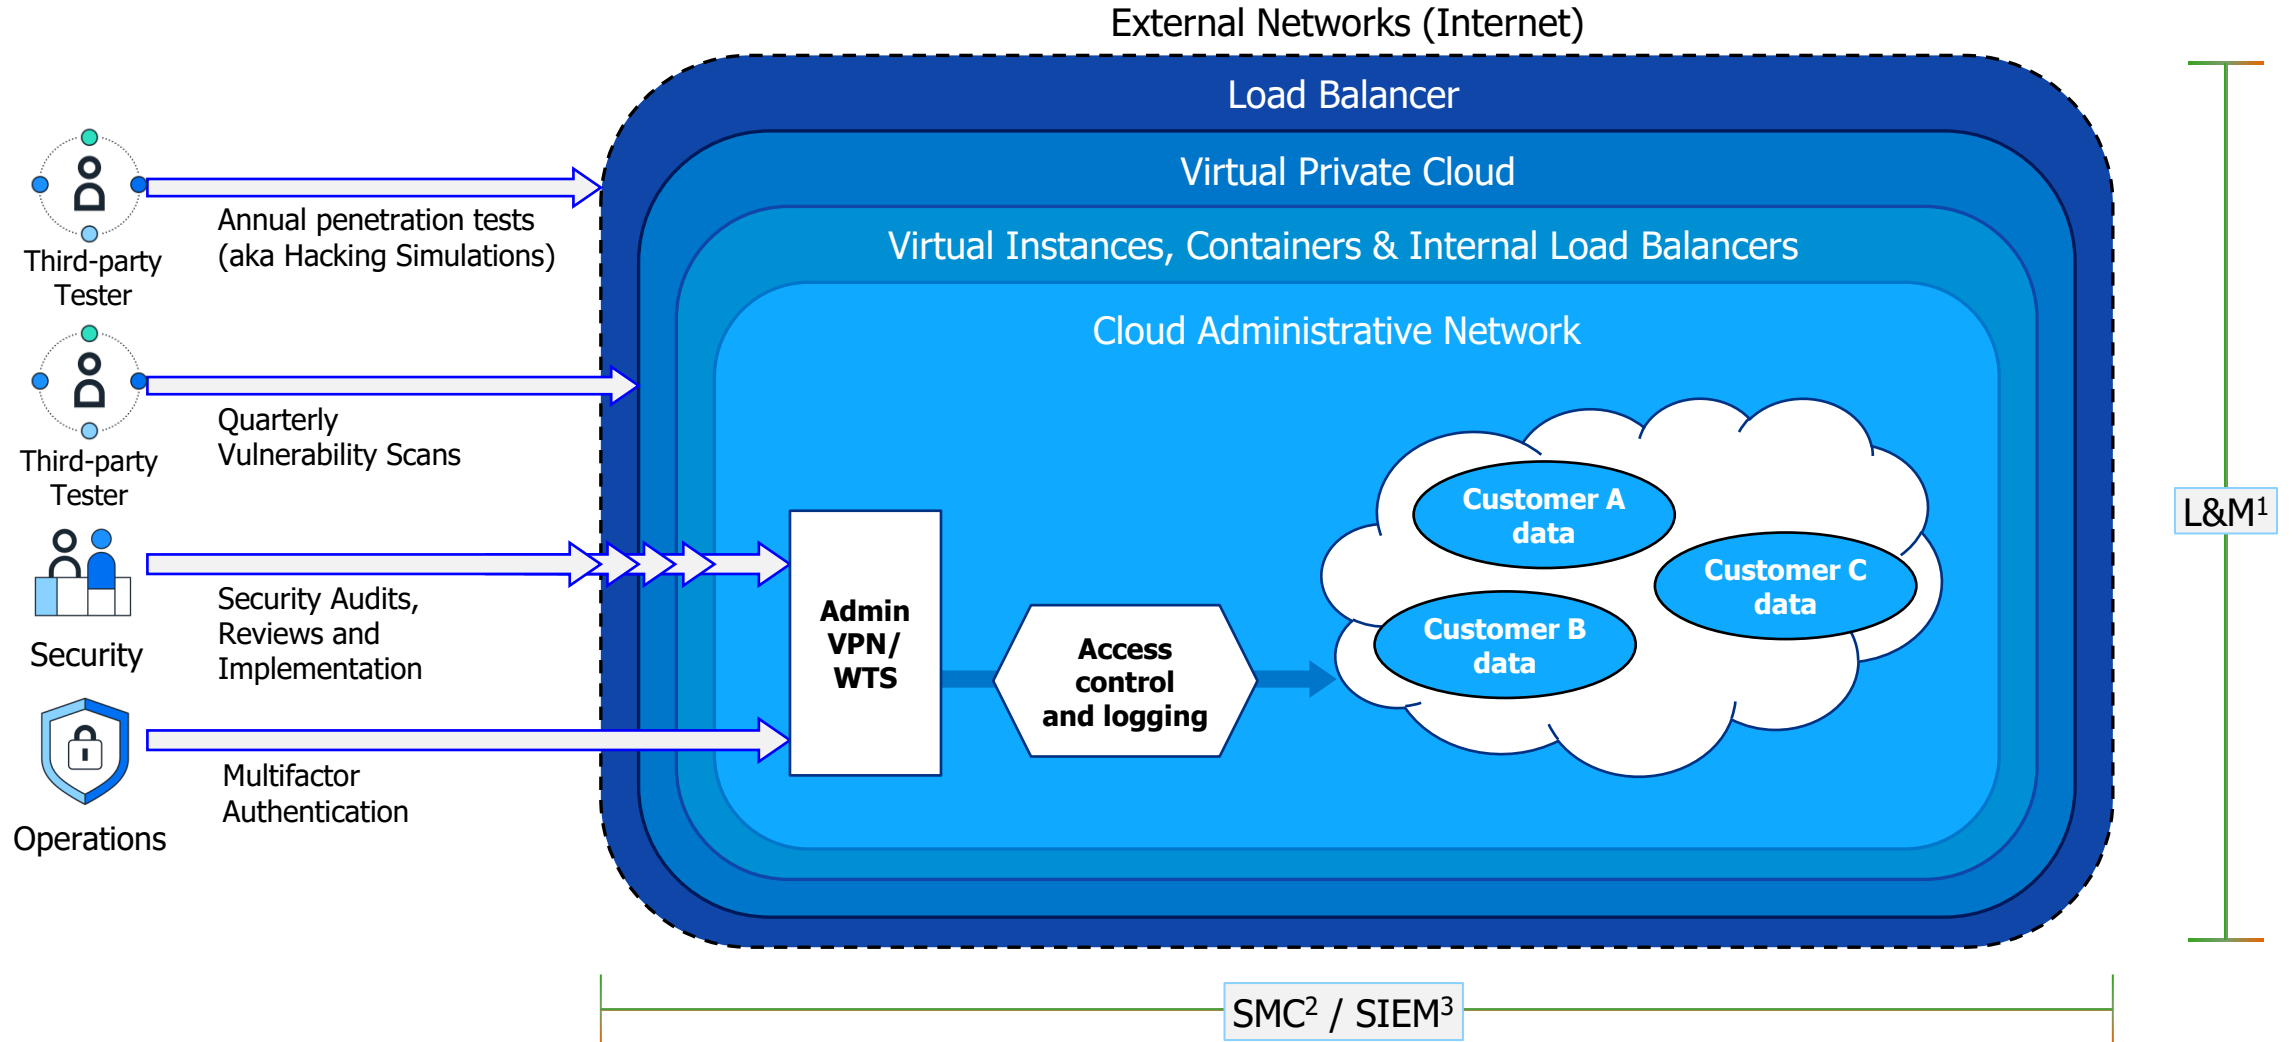 External Networks (Internet)
Load Balancer
Virtual Private Cloud
Virtual Instances, Containers & Internal Load Balancers
Cloud Administrative Network
Third-party
Tester
Annual penetration tests
(aka Hacking Simulations)
Third-party
Tester
Quarterly
Vulnerability Scans
Security
Security Audits,
Reviews and
Implementation
Operations
Multifactor
Authentication
Admin
VPN/
WTS
Access
control
and logging
Customer A
data
Customer C
data
Customer B
data
L&M¹
SMC² / SIEM³